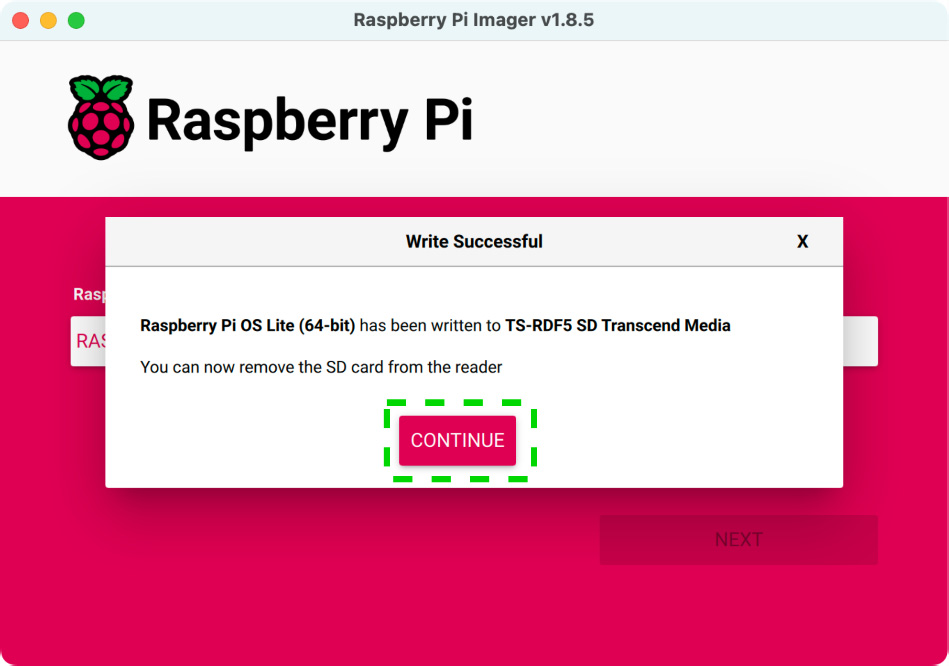 Raspberry Pi Imager v1.8.5
Raspberry Pi
Write Successful X
Rasp
Raspberry Pi OS Lite (64-bit) has been written to TS-RDF5 SD Transcend Media
RAS
You can now remove the SD card from the reader
CONTINUE
NEXT